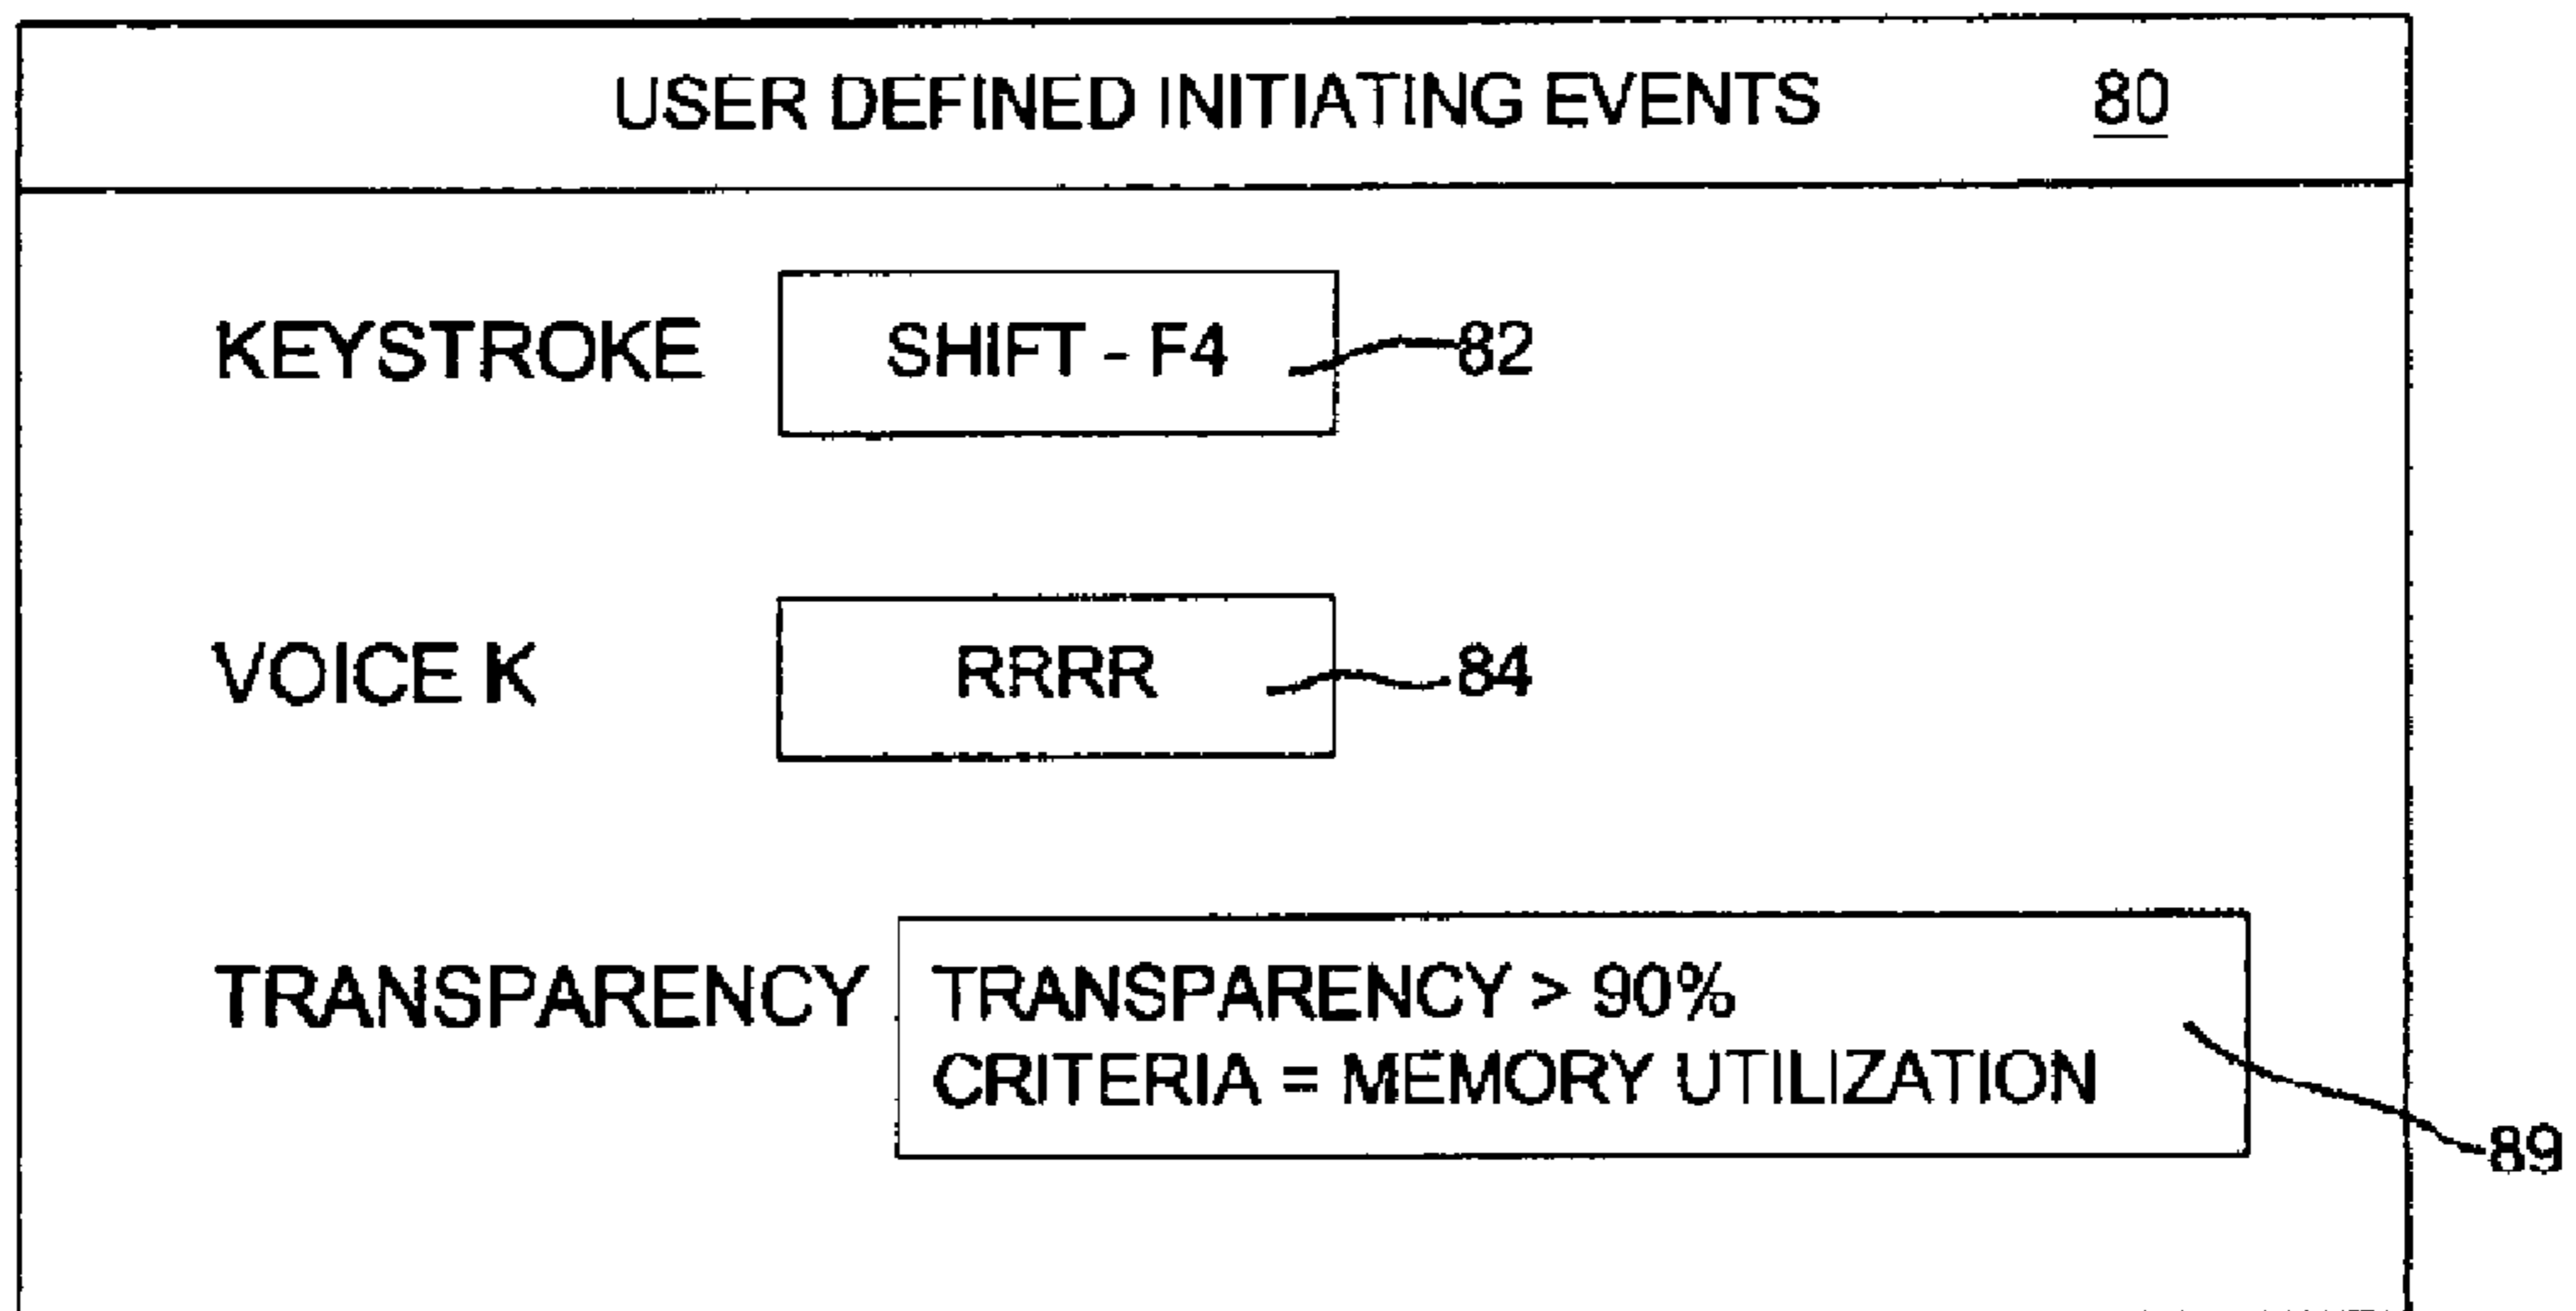 USER DEFINED INITIATING EVENTS 80
KEYSTROKE SHIFT - F4 82
VOICE K RRRR 84
TRANSPARENCY TRANSPARENCY > 90%
CRITERIA = MEMORY UTILIZATION
89